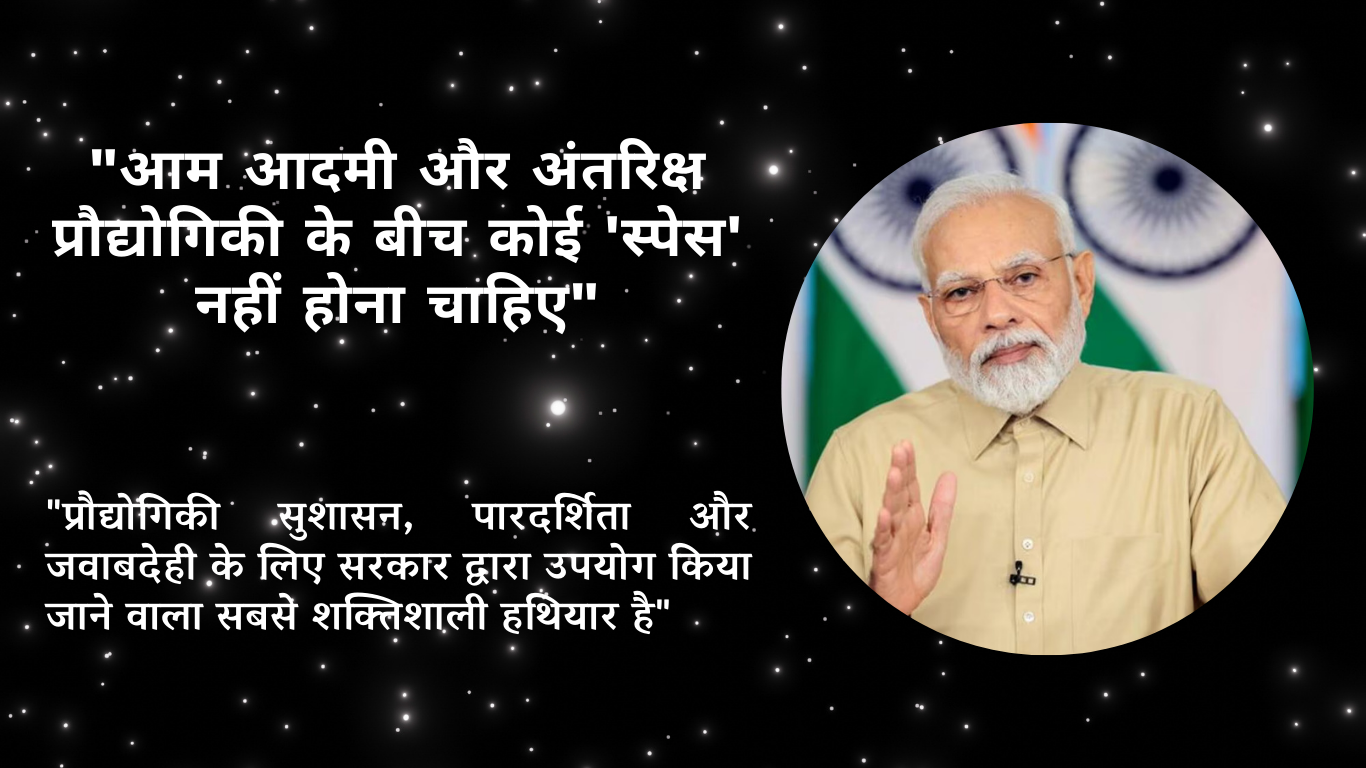 "आम आदमी और अंतरिक्ष
प्रौद्योगिकी के बीच कोई 'स्पेस'
नहीं होना चाहिए"
"प्रौद्योगिकी सुशासन, पारदर्शिता और
जवाबदेही के लिए सरकार द्वारा उपयोग किया
जाने वाला सबसे शक्तिशाली हथियार है"